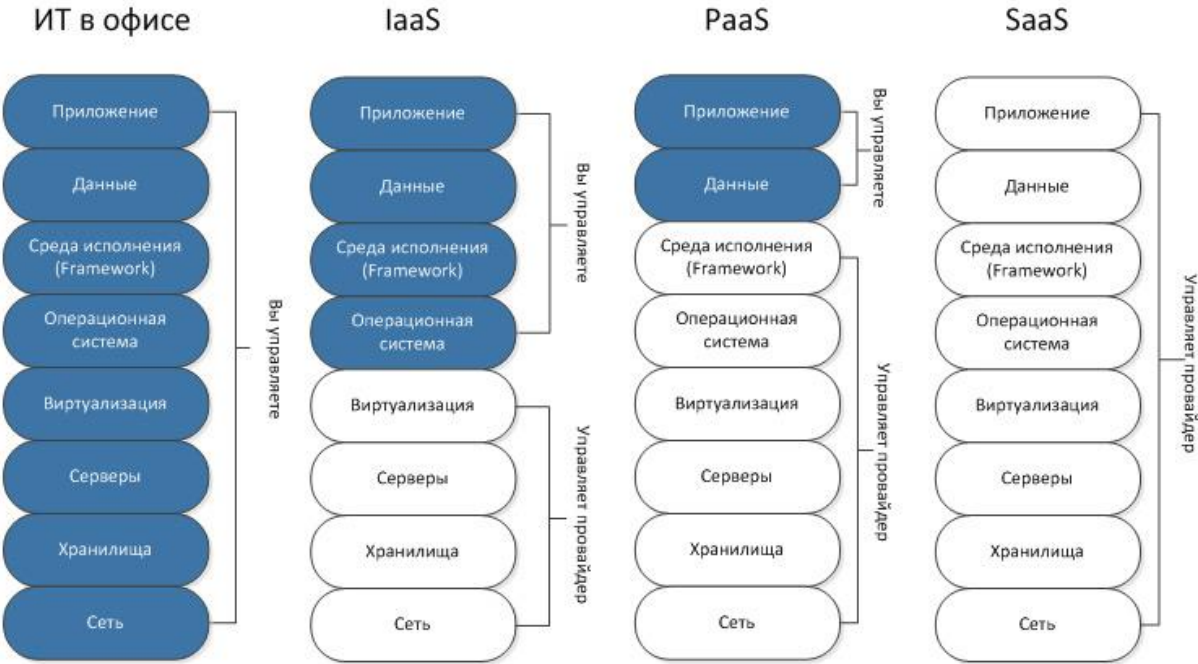 ИТ в офисе
Приложение
Данные
Среда исполнения
(Framework)
Операционная
система
Виртуализация
Серверы
Хранилища
Сеть
Вы управляете
IaaS
Приложение
Данные
Среда исполнения
(Framework)
Операционная
система
Виртуализация
Серверы
Хранилища
Сеть
Вы управляете
Управляет провайдер
PaaS
Приложение
Данные
Среда исполнения
(Framework)
Операционная
система
Виртуализация
Серверы
Хранилища
Сеть
Вы управляете
Управляет провайдер
SaaS
Приложение
Данные
Среда исполнения
(Framework)
Операционная
система
Виртуализация
Серверы
Хранилища
Сеть
Управляет провайдер